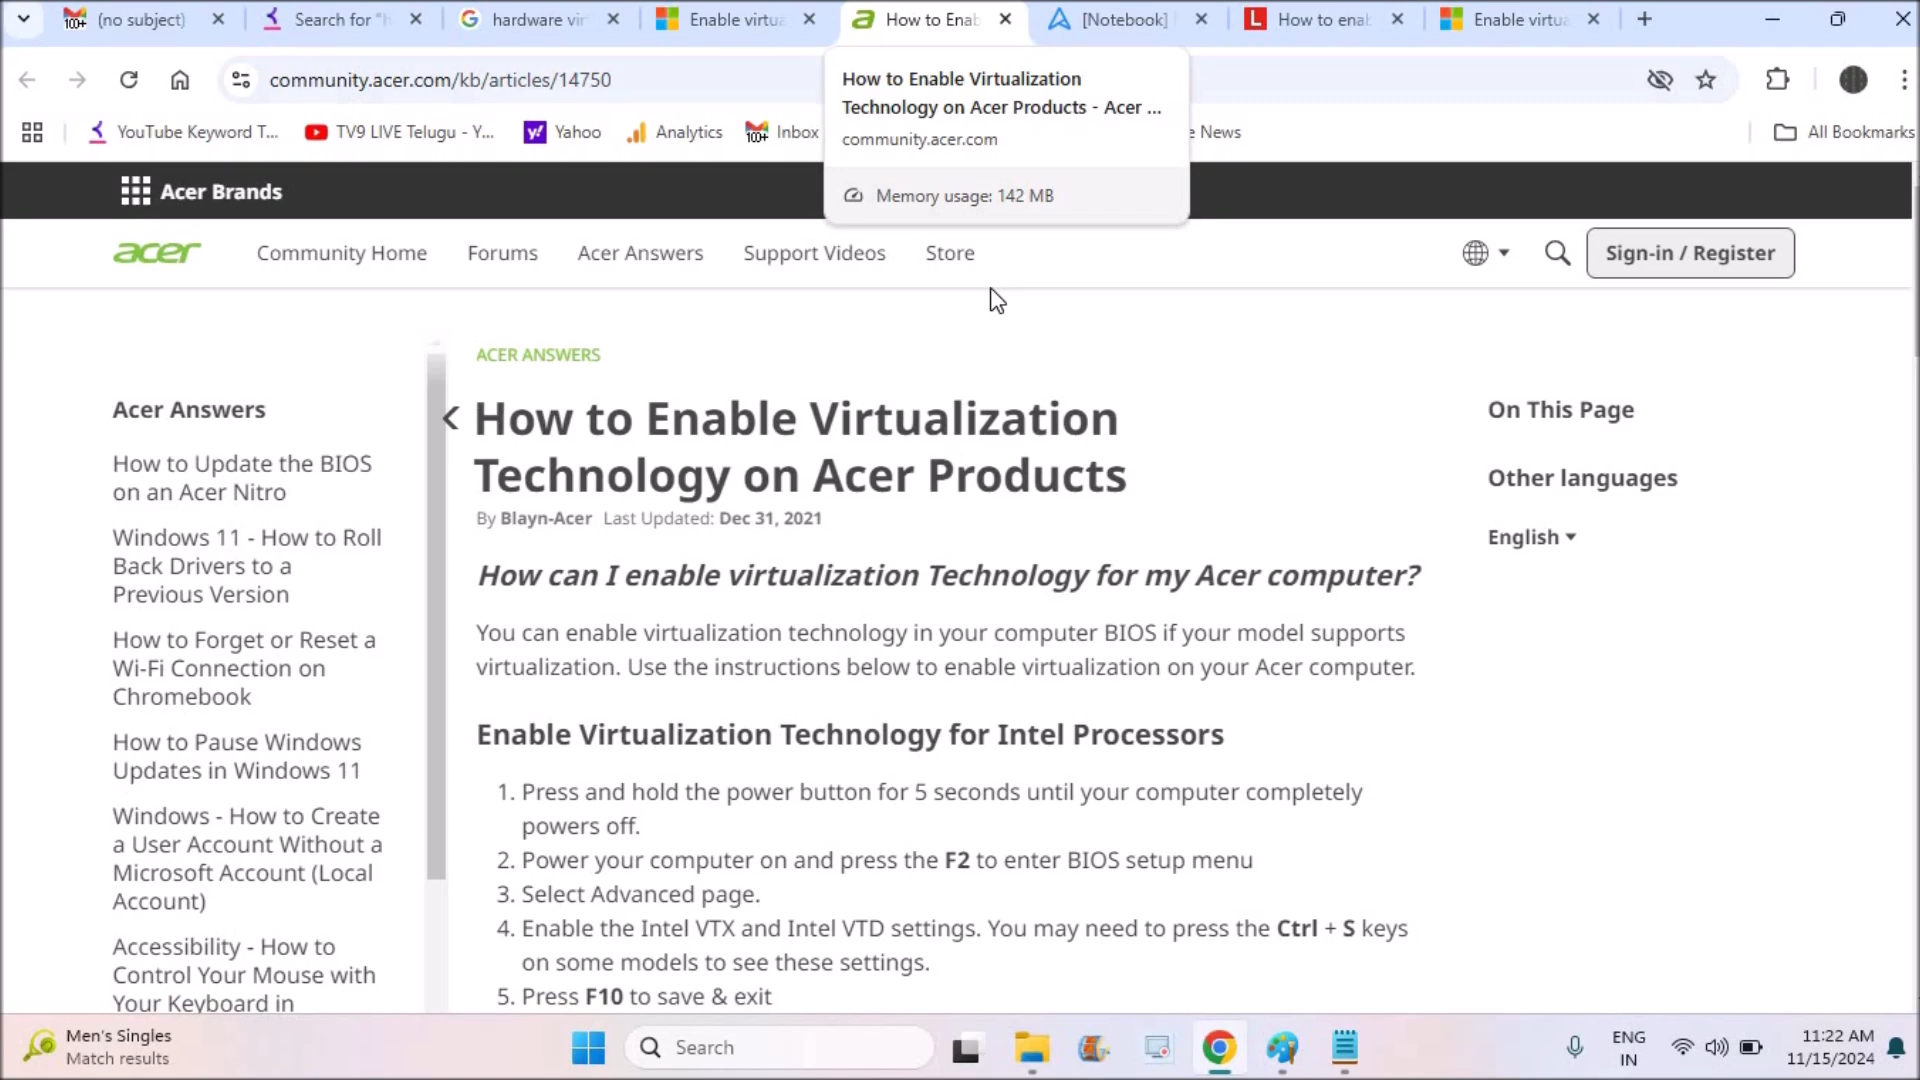 (no subject)
Search for "h
hardware vir
Enable virtua
How to Enab
[Notebook]
How to enab
Enable virtua
community.acer.com/kb/articles/14750
How to Enable Virtualization
Technology on Acer Products - Acer ...
community.acer.com
Memory usage: 142 MB
YouTube Keyword T...
TV9 LIVE Telugu - Y...
Yahoo
Analytics
100+ Inbox
e News
All Bookmarks
Acer Brands
acer
Community Home
Forums
Acer Answers
Support Videos
Store
Sign-in / Register
ACER ANSWERS
Acer Answers
How to Update the BIOS
on an Acer Nitro
Windows 11 - How to Roll
Back Drivers to a
Previous Version
How to Forget or Reset a
Wi-Fi Connection on
Chromebook
How to Pause Windows
Updates in Windows 11
Windows - How to Create
a User Account Without a
Microsoft Account (Local
Account)
Accessibility - How to
Control Your Mouse with
Your Keyboard in
How to Enable Virtualization
Technology on Acer Products
By Blayn-Acer Last Updated: Dec 31, 2021
How can I enable virtualization Technology for my Acer computer?
You can enable virtualization technology in your computer BIOS if your model supports
virtualization. Use the instructions below to enable virtualization on your Acer computer.
Enable Virtualization Technology for Intel Processors
1. Press and hold the power button for 5 seconds until your computer completely
powers off.
2. Power your computer on and press the F2 to enter BIOS setup menu
3. Select Advanced page.
4. Enable the Intel VTX and Intel VTD settings. You may need to press the Ctrl + S keys
on some models to see these settings.
5. Press F10 to save & exit
On This Page
Other languages
English
Men's Singles
Match results
Search
ENG
IN
11:22 AM
11/15/2024